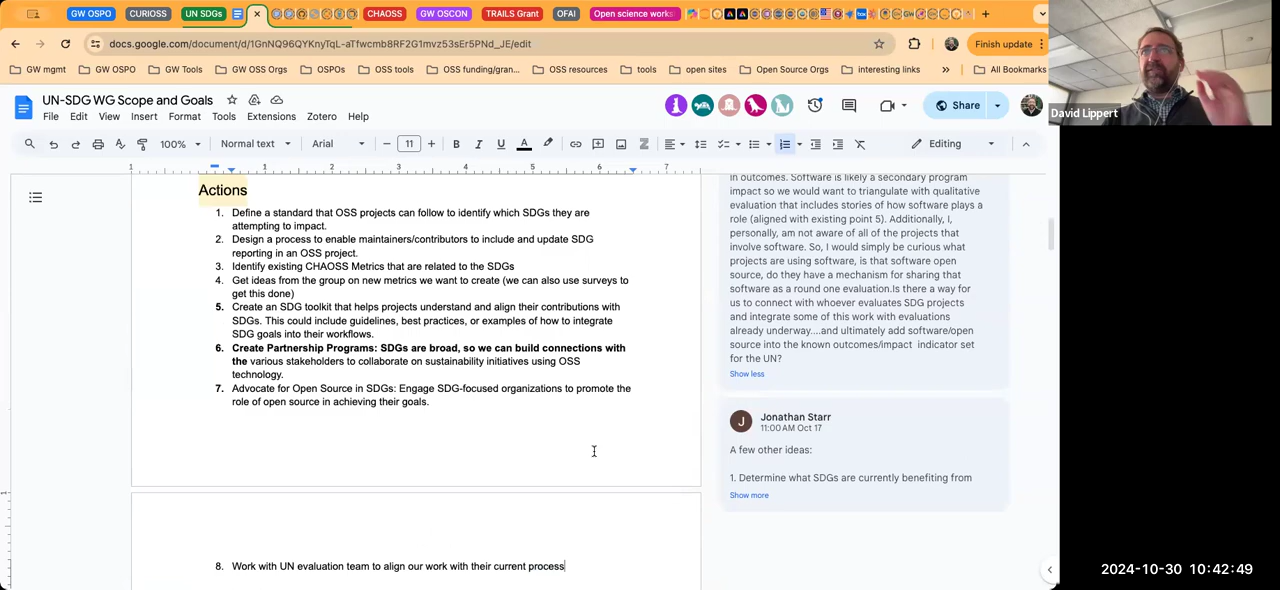 GW OSPO
CURIOSS
UN SDGs
CHAOSS
GW OSCON
TRAILS Grant
OFAI
Open science works
docs.google.com/document/d/1GnNQ96QYKnyTqL-aTfwcmb8RF2G1mvz53sEr5PNd_JE/edit
Finish update
GW mgmt
GW OSPO
GW Tools
GW OSS Orgs
OSPOs
OSS tools
OSS funding/gran...
OSS resources
tools
open sites
Open Source Orgs
interesting links
»
All Bookmarks
David Lippert
UN-SDG WG Scope and Goals
File Edit View Insert Format Tools Extensions Zotero Help
Share
100%
Normal text
Arial
11
B I U A
Editing
1 1 2 3 4 5 6 7
Actions
1. Define a standard that OSS projects can follow to identify which SDGs they are
attempting to impact.
2. Design a process to enable maintainers/contributors to include and update SDG
reporting in an OSS project.
3. Identify existing CHAOSS Metrics that are related to the SDGs
4. Get ideas from the group on new metrics we want to create (we can also use surveys to
get this done)
5. Create an SDG toolkit that helps projects understand and align their contributions with
SDGs. This could include guidelines, best practices, or examples of how to integrate
SDG goals into their workflows.
6. Create Partnership Programs: SDGs are broad, so we can build connections with
the various stakeholders to collaborate on sustainability initiatives using OSS
technology.
7. Advocate for Open Source in SDGs: Engage SDG-focused organizations to promote the
role of open source in achieving their goals.
8. Work with UN evaluation team to align our work with their current process
in outcomes. Software is likely a secondary program
impact so we would want to triangulate with qualitative
evaluation that includes stories of how software plays a
role (aligned with existing point 5). Additionally, I,
personally, am not aware of all of the projects that
involve software. So, I would simply be curious what
projects are using software, is that software open
source, do they have a mechanism for sharing that
software as a round one evaluation.Is there a way for
us to connect with whoever evaluates SDG projects
and integrate some of this work with evaluations
already underway....and ultimately add software/open
source into the known outcomes/impact indicator set
for the UN?
Show less
J
Jonathan Starr
11:00 AM Oct 17
A few other ideas:
1. Determine what SDGs are currently benefiting from
Show more
2024-10-30 10:42:49